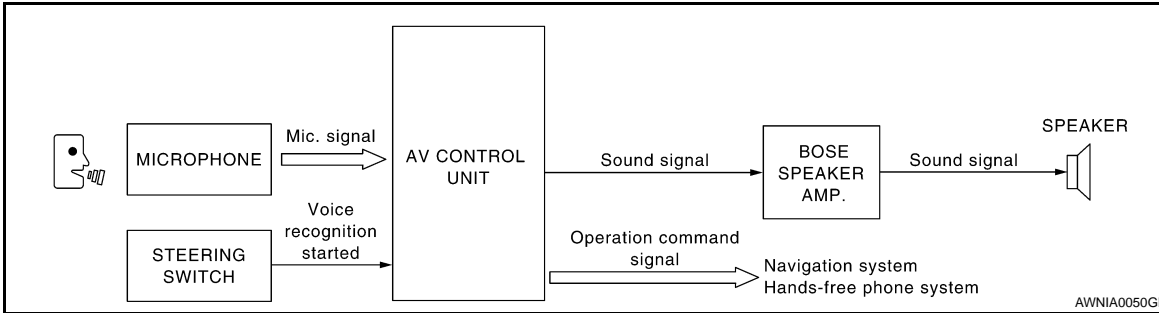 MICROPHONE
Mic. signal
STEERING
SWITCH
Voice
recognition
started
AV CONTROL
UNIT
Sound signal
BOSE
SPEAKER
AMP.
Sound signal
SPEAKER
Operation command
signal
Navigation system
Hands-free phone system
AWNIA0050G